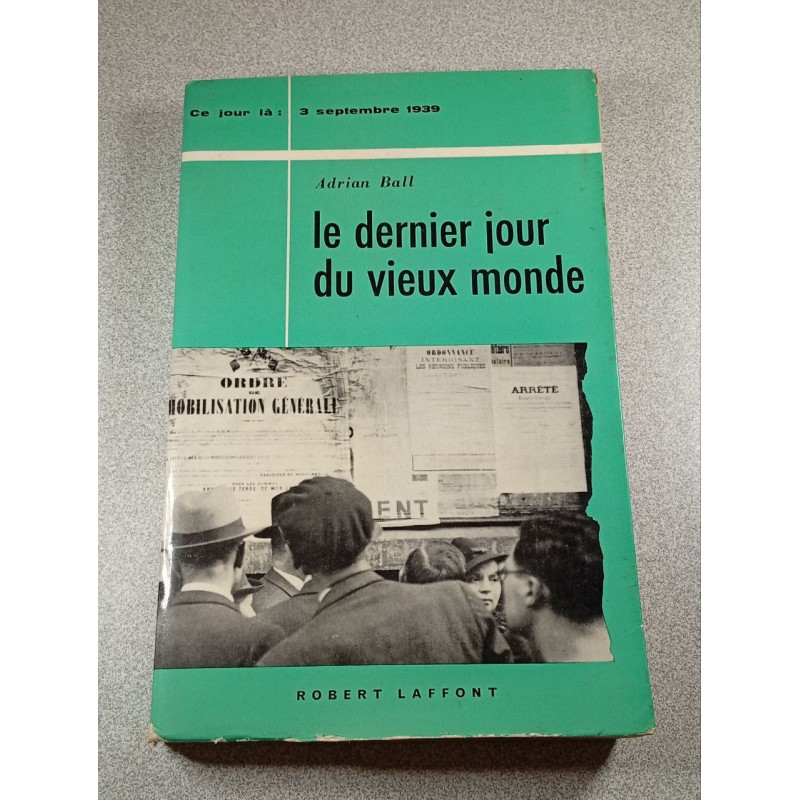 Ce jour là : 3 septembre 1939
Adrian Ball
le dernier jour
du vieux monde
ORDRE
DE
MOBILISATION GÉNÉRALE
ORDONNANCE
INTERDISANT
LES RÉUNIONS PUBLIQUES
ARRÊTÉ
ENT
ROBERT LAFFONT